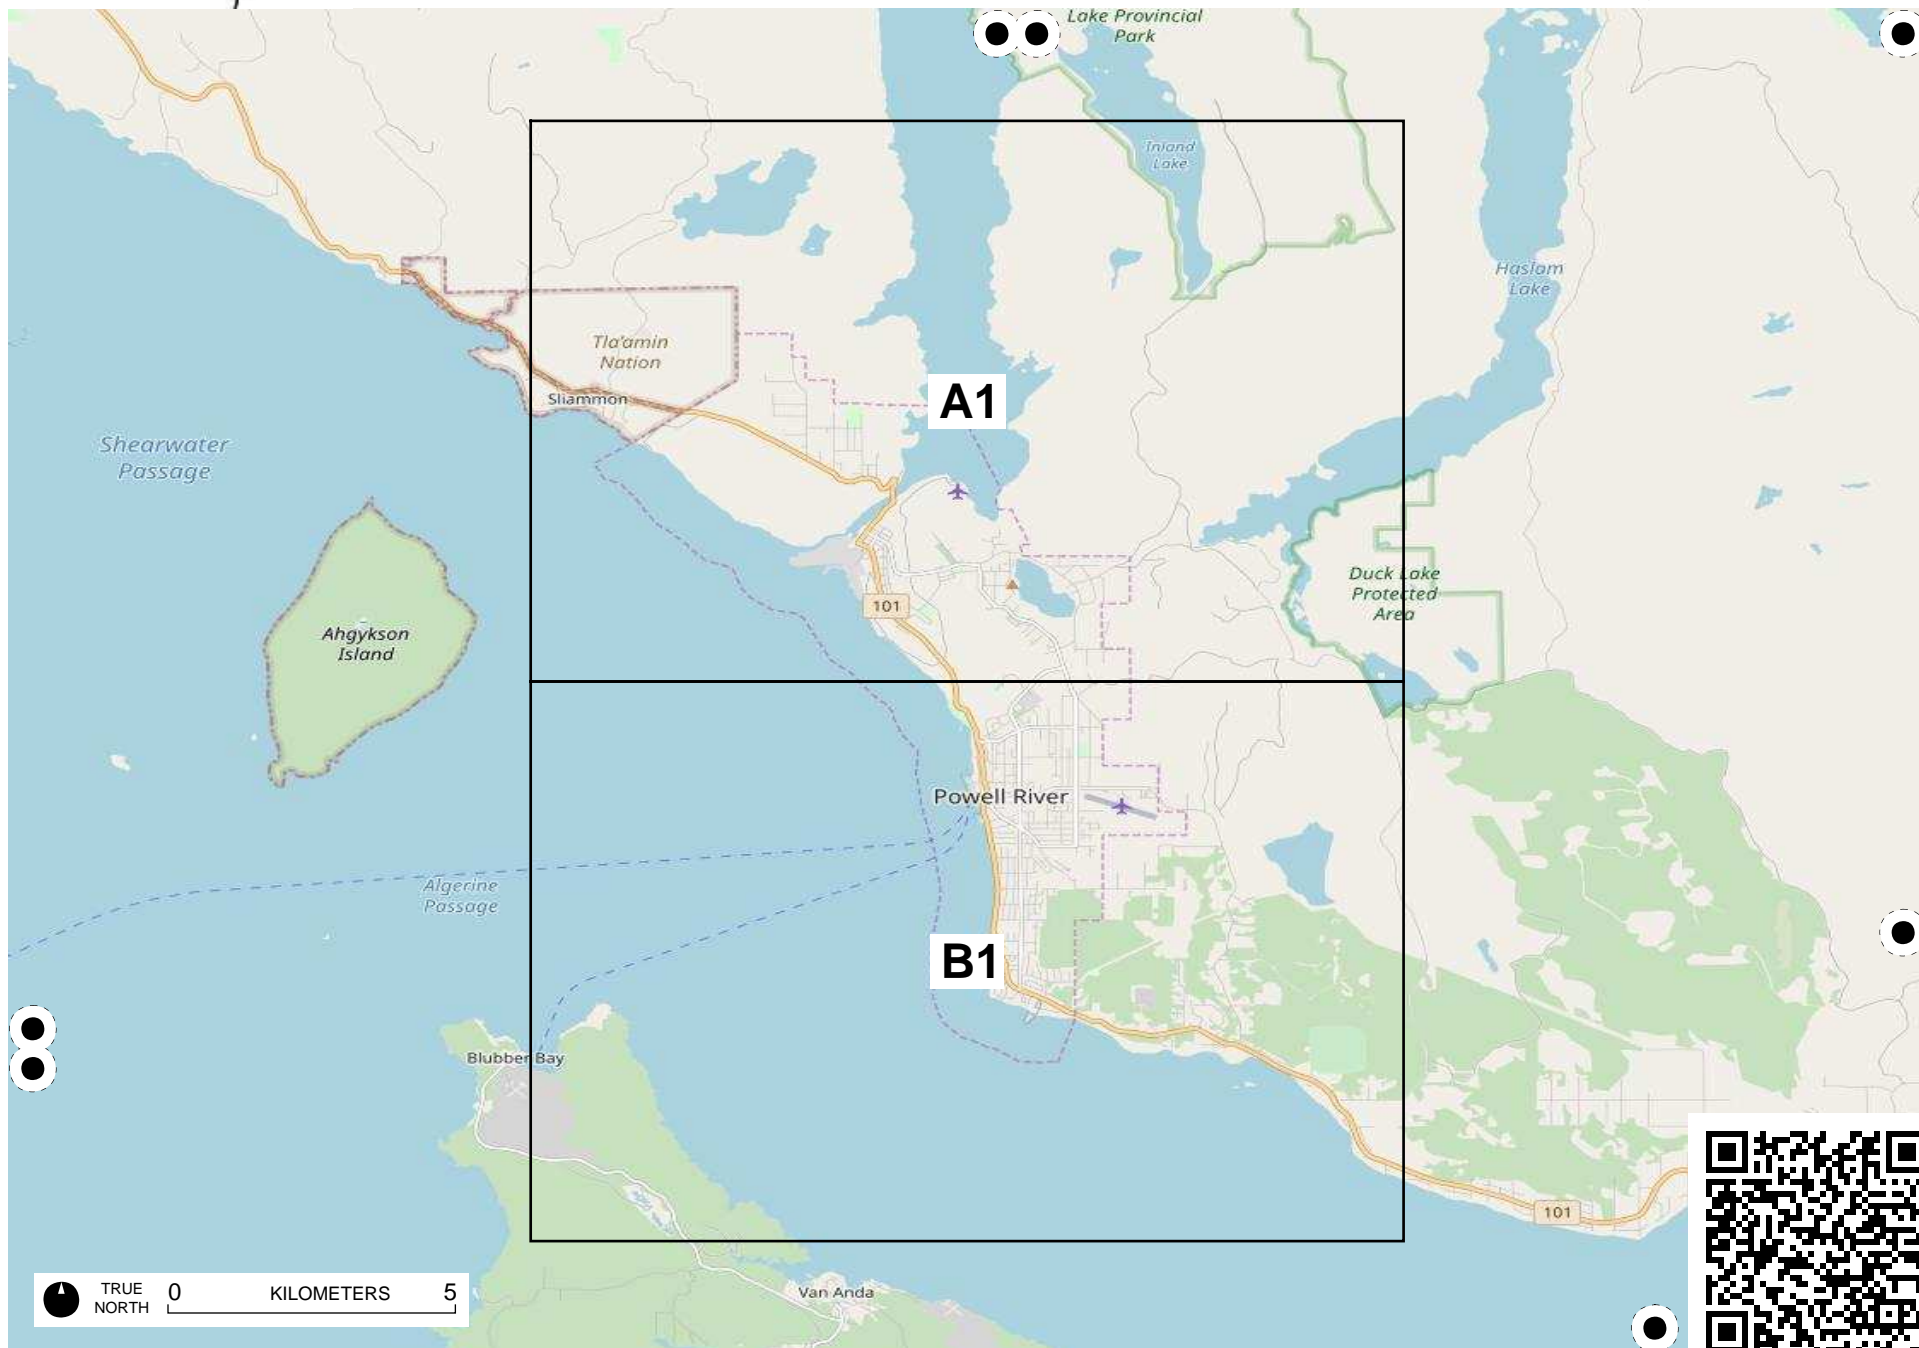 Lake Provincial
Park
Inland
Lake
Haslam
Lake
Tla'amin
Nation
Sliammon
A1
Shearwater
Passage
Duck Lake
Protected
Area
101
Ahgykson
Island
Powell River
Algerine
Passage
B1
Blubber Bay
101
TRUE
NORTH
0 KILOMETERS 5
Van Anda